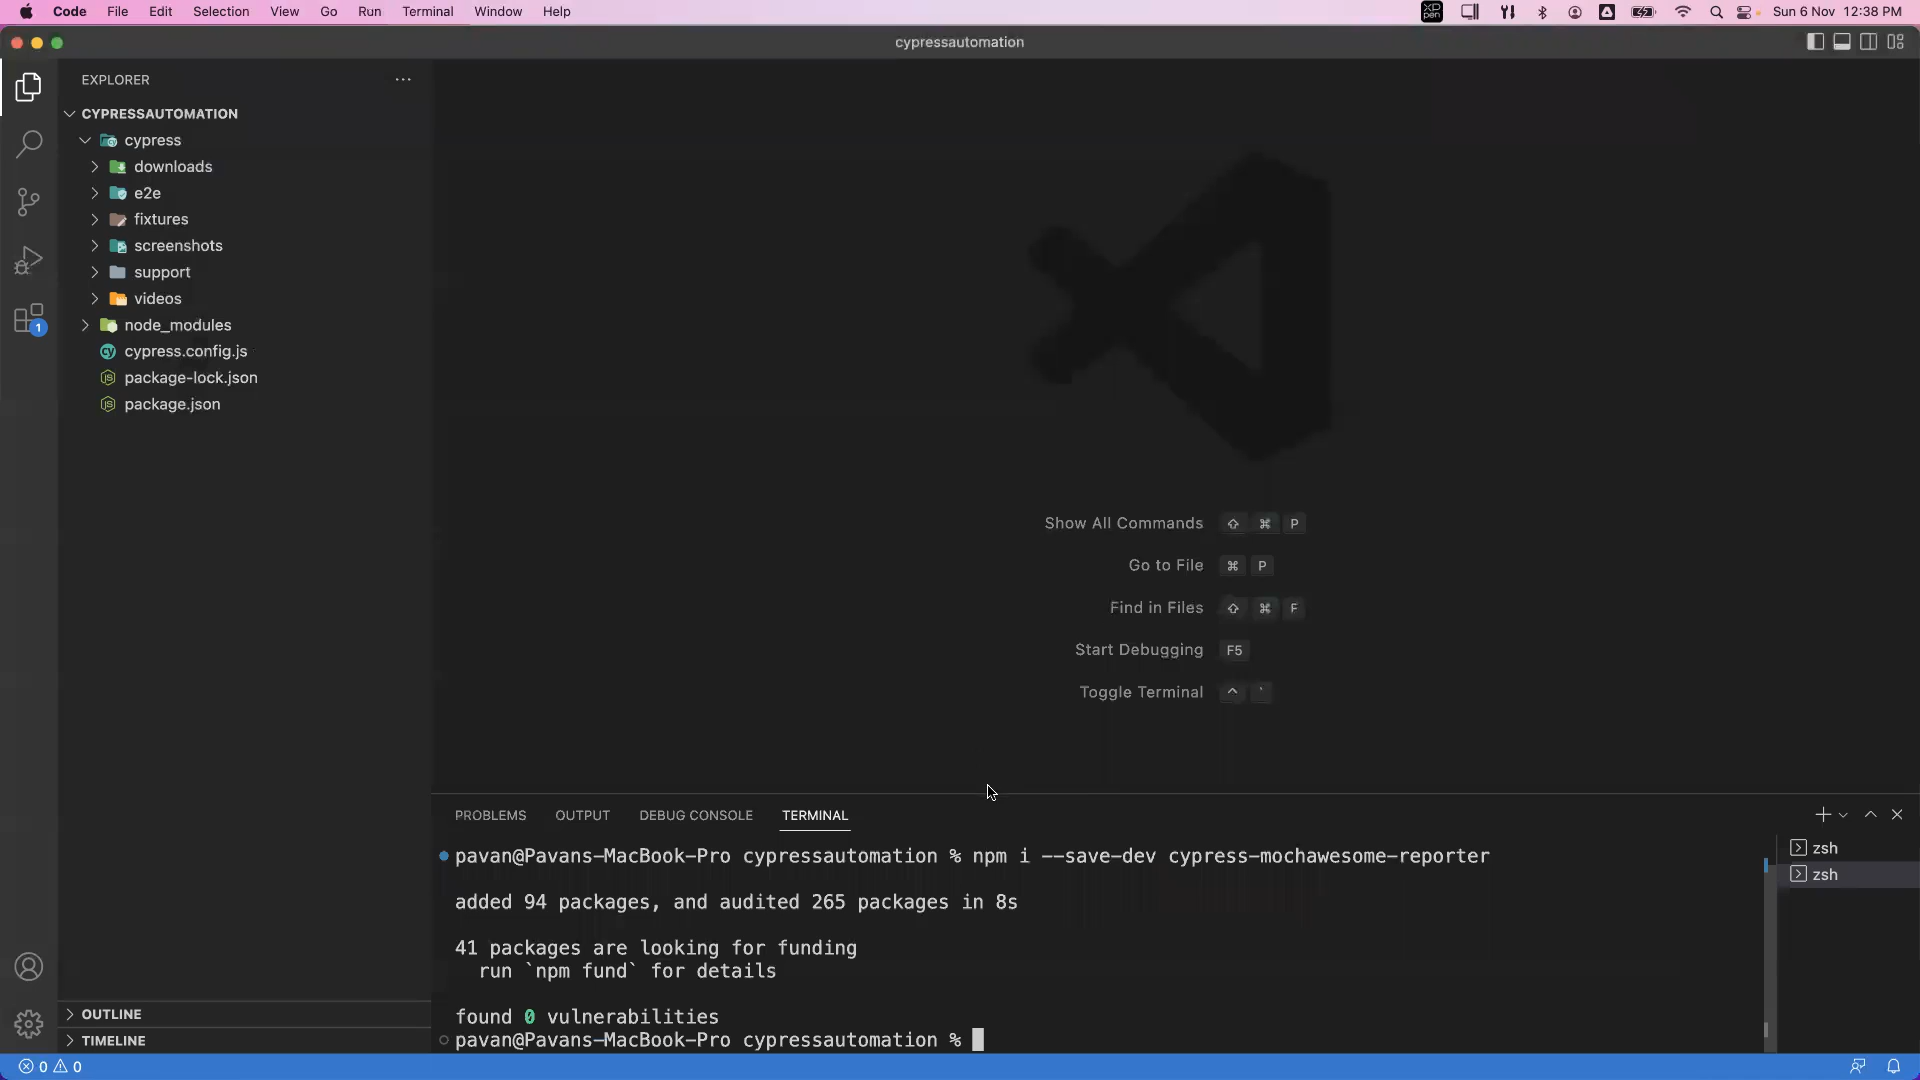 Code File Edit Selection View Go Run Terminal Window Help
XP pen
Sun 6 Nov 12:38 PM
cypressautomation
EXPLORER
CYPRESSAUTOMATION
cypress
downloads
e2e
fixtures
screenshots
support
videos
node_modules
cypress.config.js
package-lock.json
package.json
1
Show All Commands ⇧ ⌘ P
Go to File ⌘ P
Find in Files ⇧ ⌘ F
Start Debugging F5
Toggle Terminal ^ `
PROBLEMS OUTPUT DEBUG CONSOLE TERMINAL
pavan@Pavans-MacBook-Pro cypressautomation % npm i --save-dev cypress-mochawesome-reporter
added 94 packages, and audited 265 packages in 8s
41 packages are looking for funding
run `npm fund` for details
found 0 vulnerabilities
pavan@Pavans-MacBook-Pro cypressautomation %
zsh
zsh
OUTLINE
TIMELINE
0 0